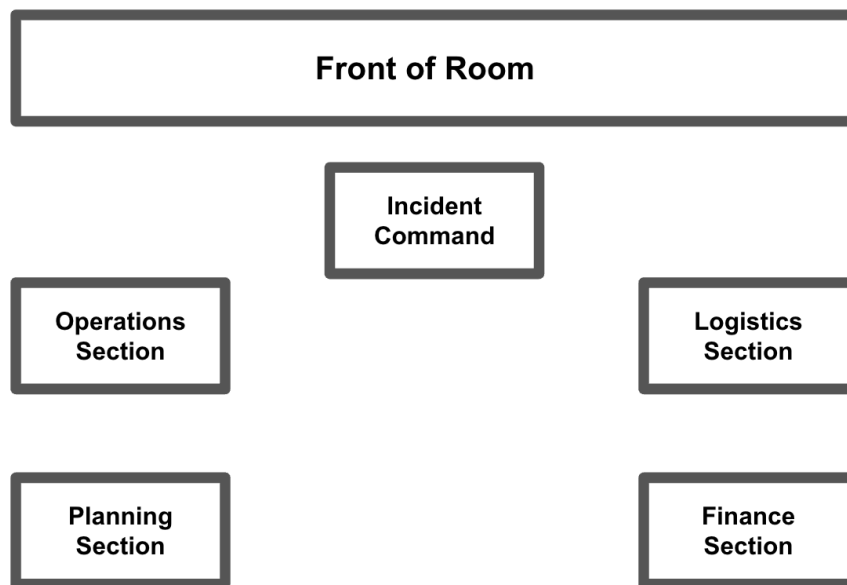 Front of Room
Incident
Command
Operations
Section
Logistics
Section
Planning
Section
Finance
Section